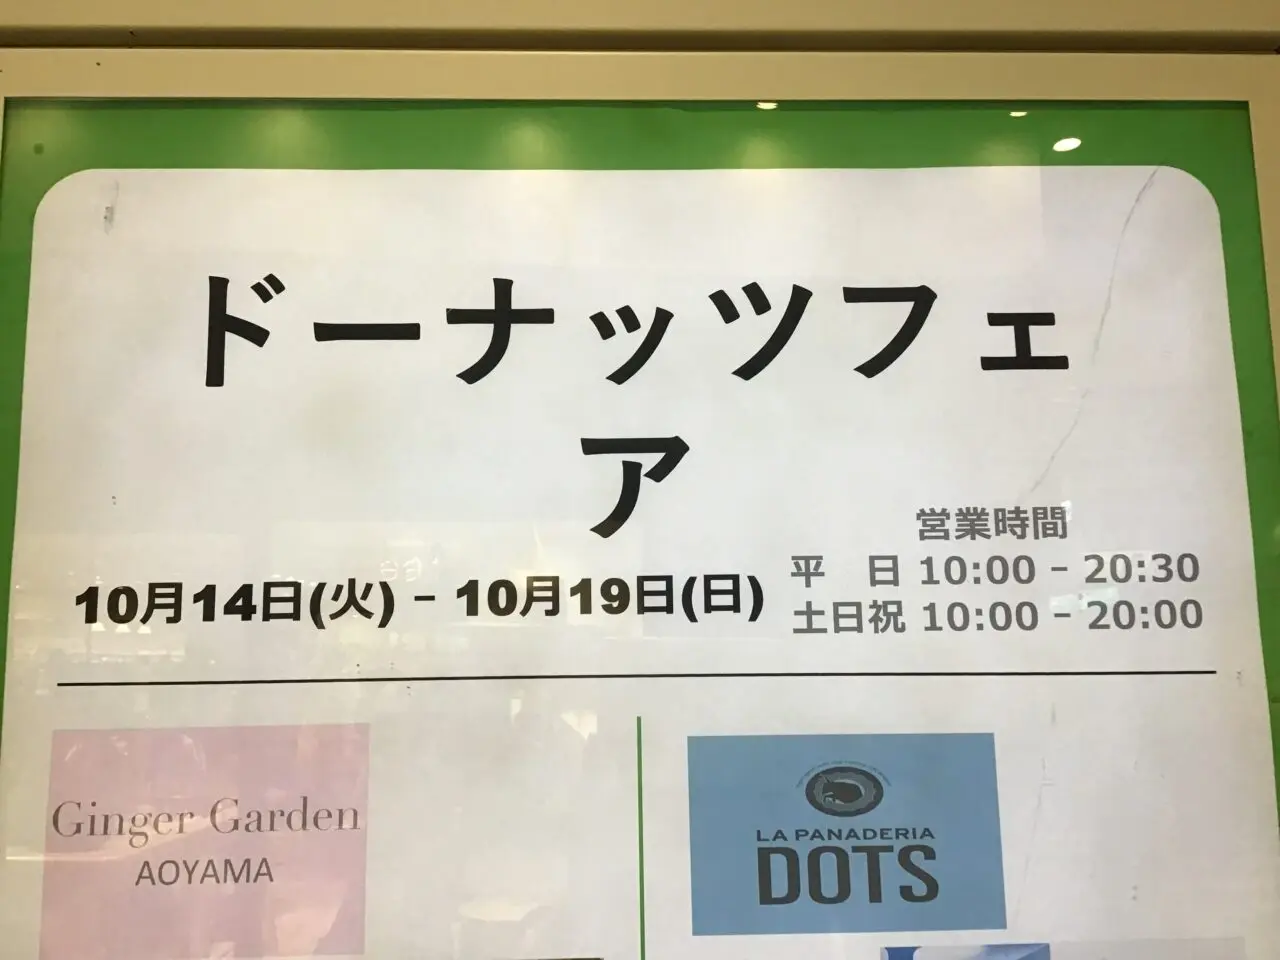 ドーナッツフェ
ア
営業時間
平　日 10:00 - 20:30
土日祝 10:00 - 20:00
10月14日(火) - 10月19日(日)
Ginger Garden
AOYAMA
LA PANADERIA
DOTS